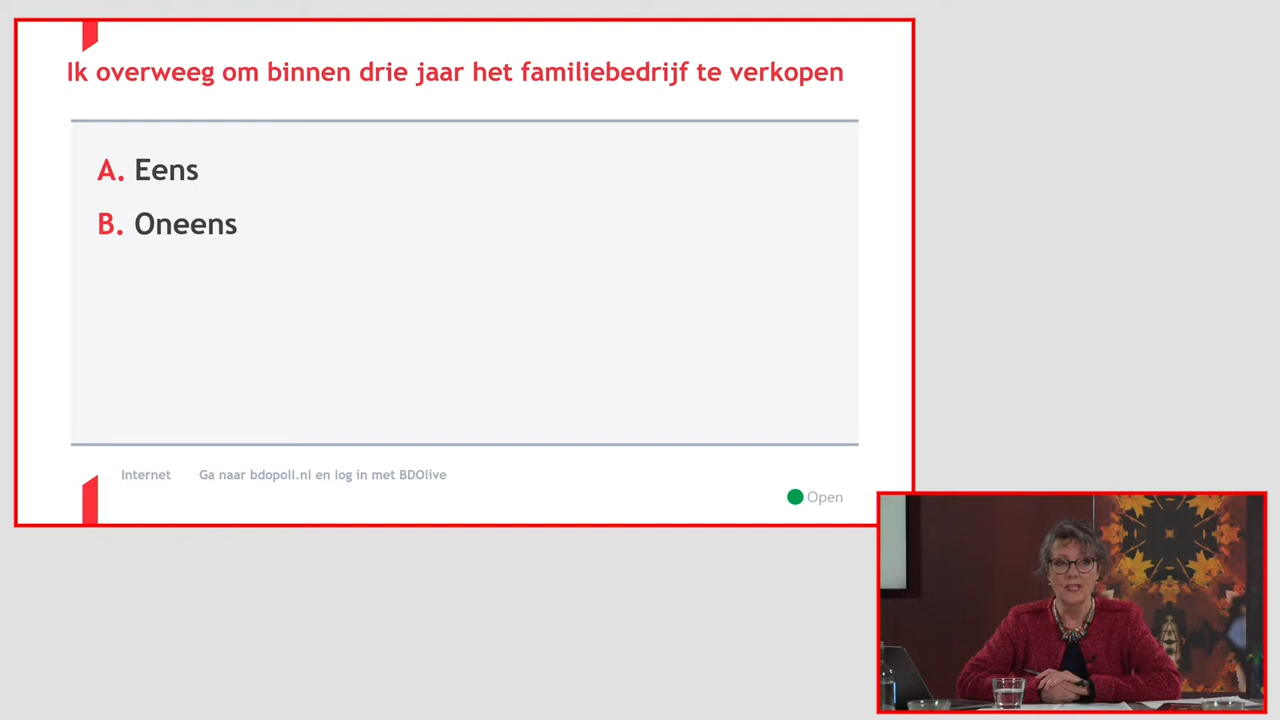 Ik overweeg om binnen drie jaar het familiebedrijf te verkopen
A. Eens
B. Oneens
Internet Ga naar bdopoll.nl en log in met BDOlive
Open